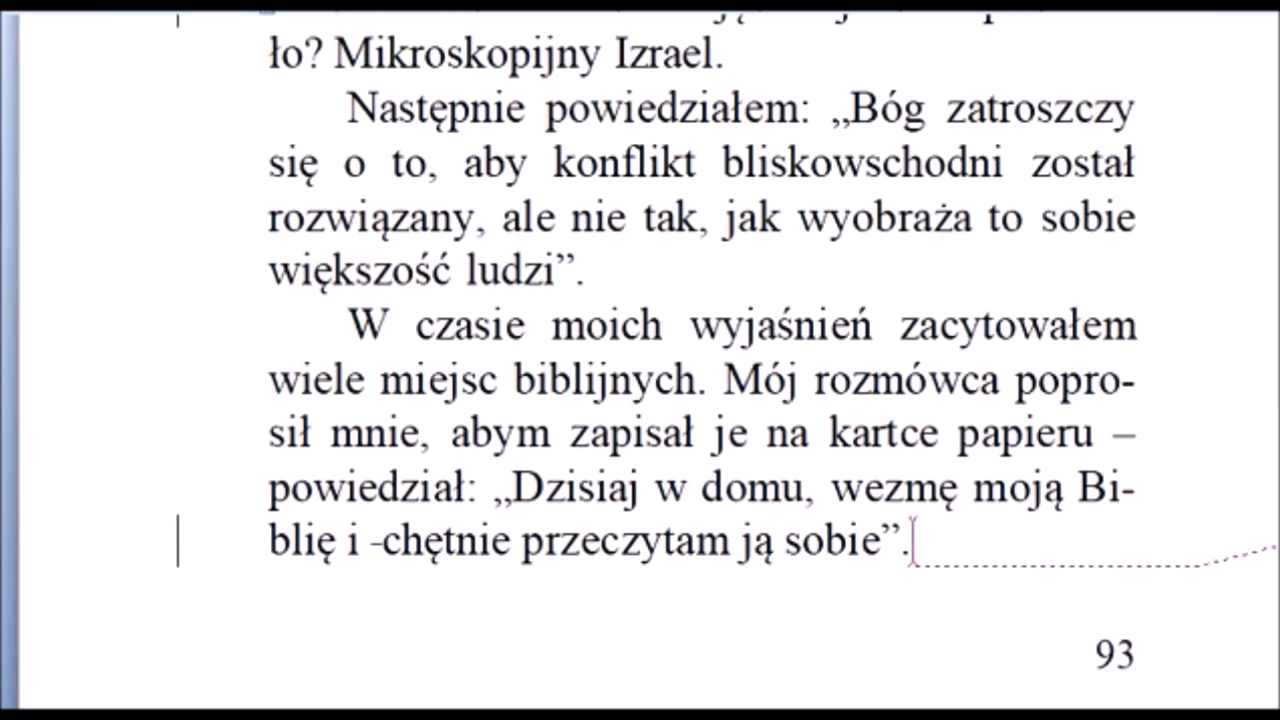 ło? Mikroskopijny Izrael.
Następnie powiedziałem: „Bóg zatroszczy
się o to, aby konflikt bliskowschodni został
rozwiązany, ale nie tak, jak wyobraża to sobie
większość ludzi”.
W czasie moich wyjaśnień zacytowałem
wiele miejsc biblijnych. Mój rozmówca popro-
sił mnie, abym zapisał je na kartce papieru –
powiedział: „Dzisiaj w domu, wezmę moją Bi-
blię i -chętnie przeczytam ją sobie”.
93